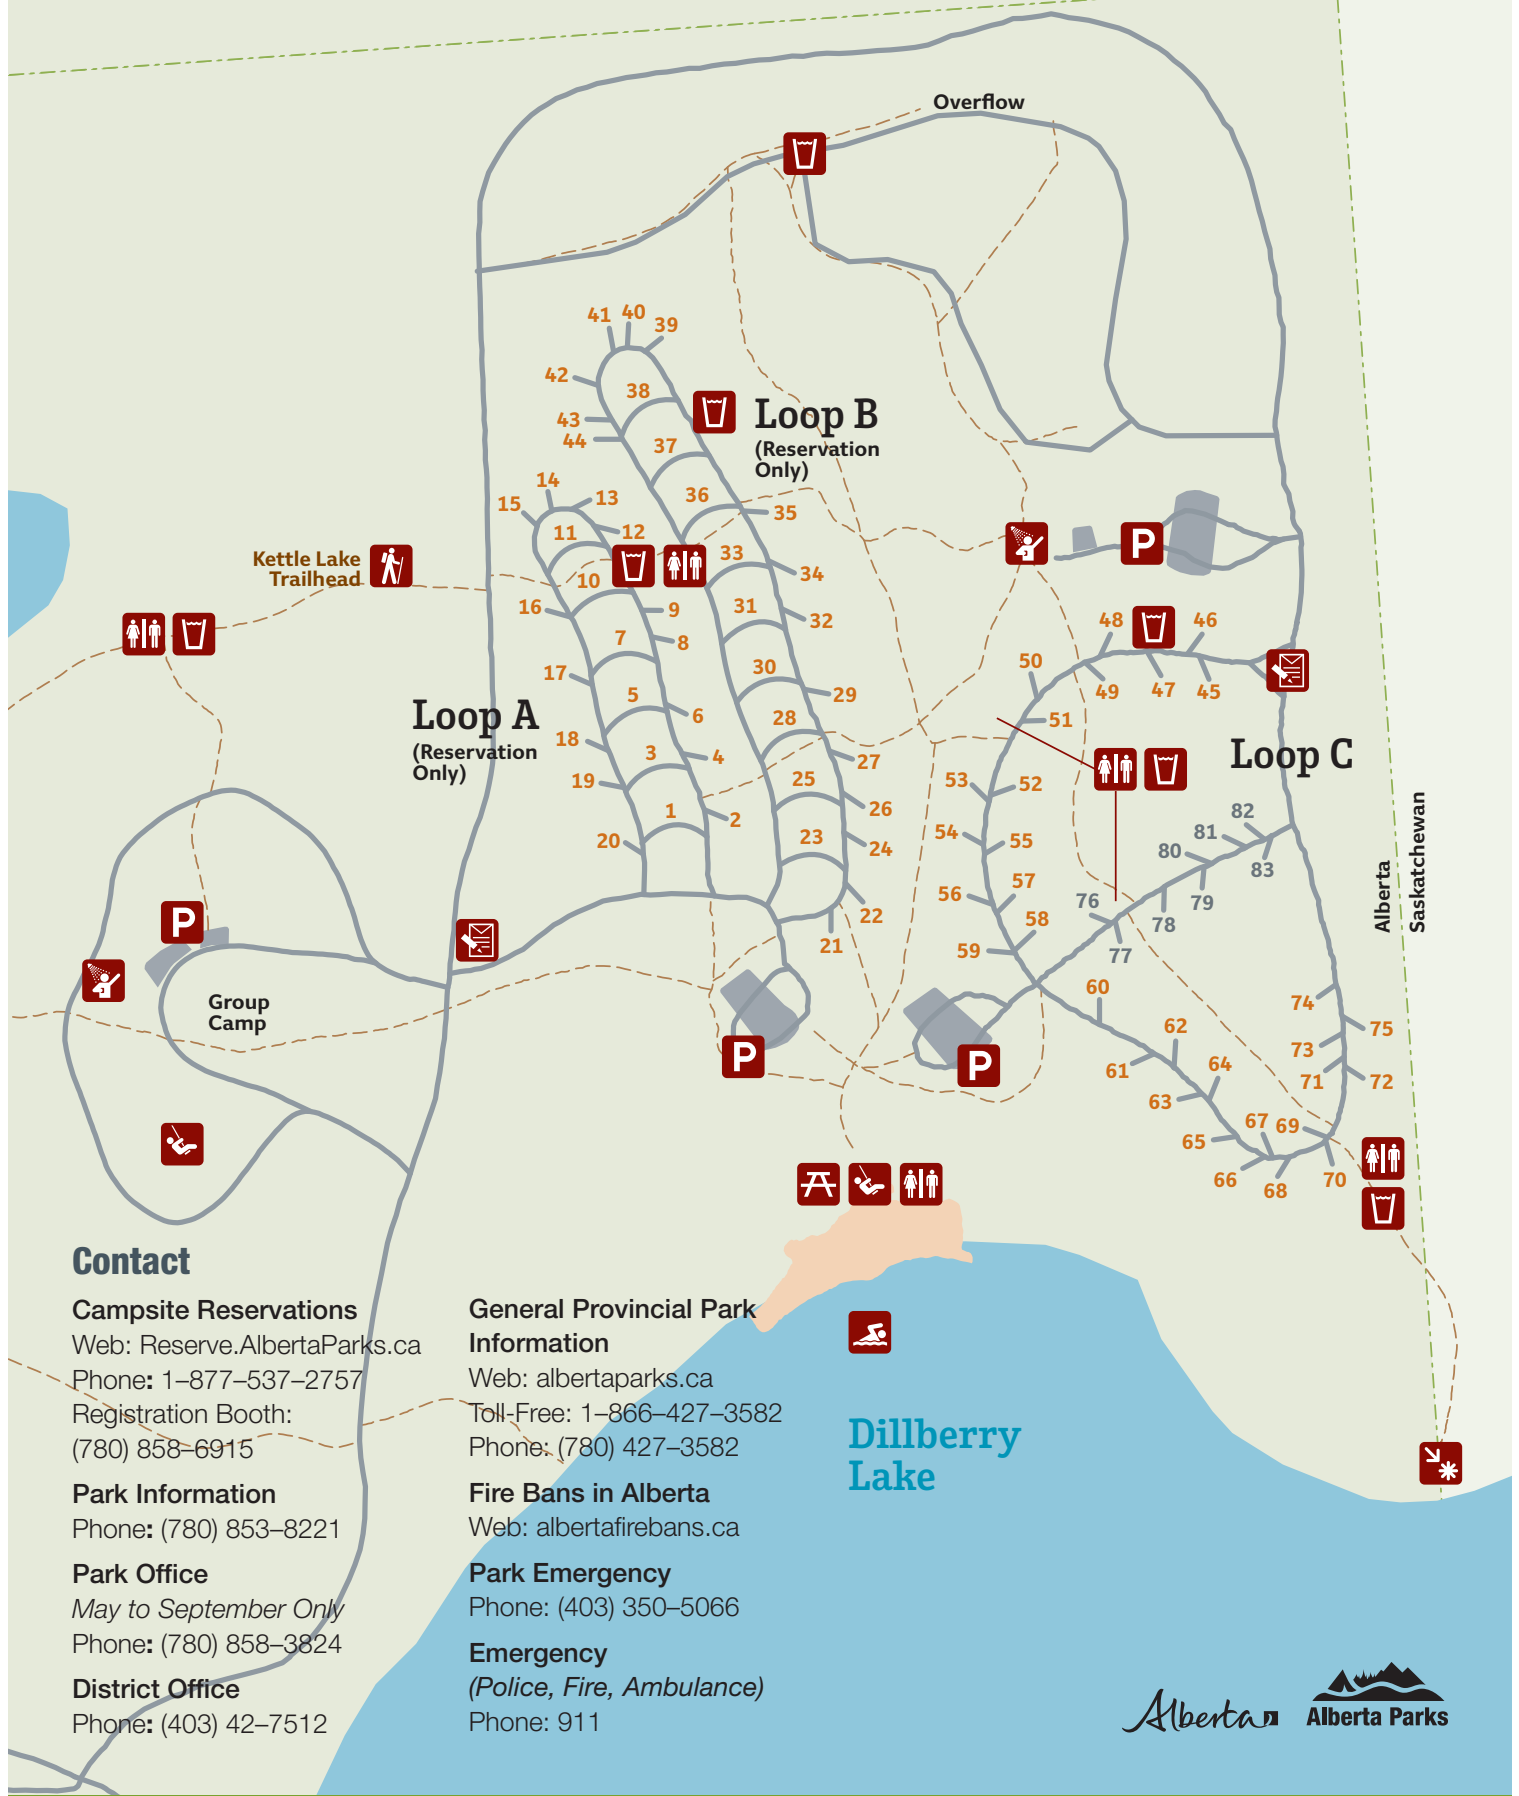 Overflow
41
40
39
42
38
43
44
37
Loop B
(Reservation
Only)
36
35
14
15
13
11
12
33
34
10
Kettle Lake
Trailhead
16
9
31
32
7
8
17
30
29
5
6
Loop A
(Reservation
Only)
18
28
3
4
27
19
25
26
1
2
20
23
24
22
21
P
48
46
50
49
47
45
51
Loop C
53
52
54
55
82
81
80
83
56
57
76
79
78
58
77
59
60
74
75
62
73
61
64
71
72
63
67
69
65
66
68
70
Alberta
Saskatchewan
P
Group
Camp
P
P
Contact
Campsite Reservations
Web: Reserve.AlbertaParks.ca
Phone: 1–877–537–2757
Registration Booth:
(780) 858–6915
Park Information
Phone: (780) 853–8221
Park Office
May to September Only
Phone: (780) 858–3824
District Office
Phone: (403) 42–7512
General Provincial Park
Information
Web: albertaparks.ca
Toll-Free: 1–866–427–3582
Phone: (780) 427–3582
Fire Bans in Alberta
Web: albertafirebans.ca
Park Emergency
Phone: (403) 350–5066
Emergency
(Police, Fire, Ambulance)
Phone: 911
Dillberry
Lake
Alberta
Alberta Parks